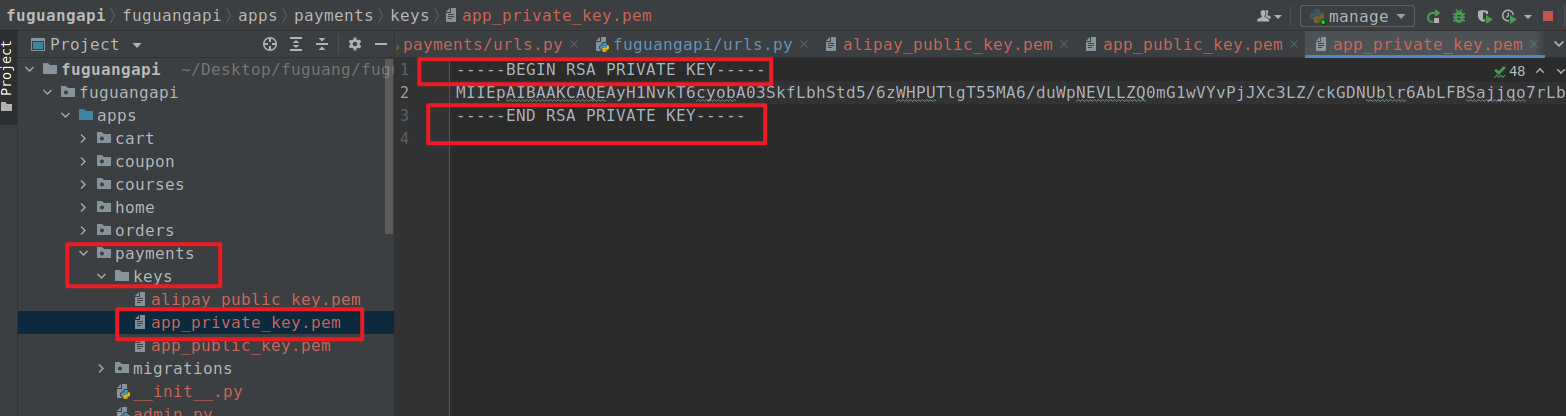 fuguangapi fuguangapi apps payments keys app_private_key.pem manage
Project Project payments/urls.py fuguangapi/urls.py alipay_public_key.pem app_public_key.pem app_private_key.pem
fuguangapi ~/Desktop/fuguang/fug 1 -----BEGIN RSA PRIVATE KEY----- 48
fuguangapi 2 MIIEpAIBAAKCAQEAyH1NvkT6cyobA03SkfLbhStd5/6zWHPUTlgT55MA6/duWpNEVLLZQ0mG1wVYvPjJXc3LZ/ckGDNUblr6AbLFBSajjqo7rLb
apps 3 -----END RSA PRIVATE KEY-----
cart 4
coupon
courses
home
orders
payments
keys
alipay_public_key.pem
app_private_key.pem
app_public_key.pem
migrations
__init__.py
admin.py